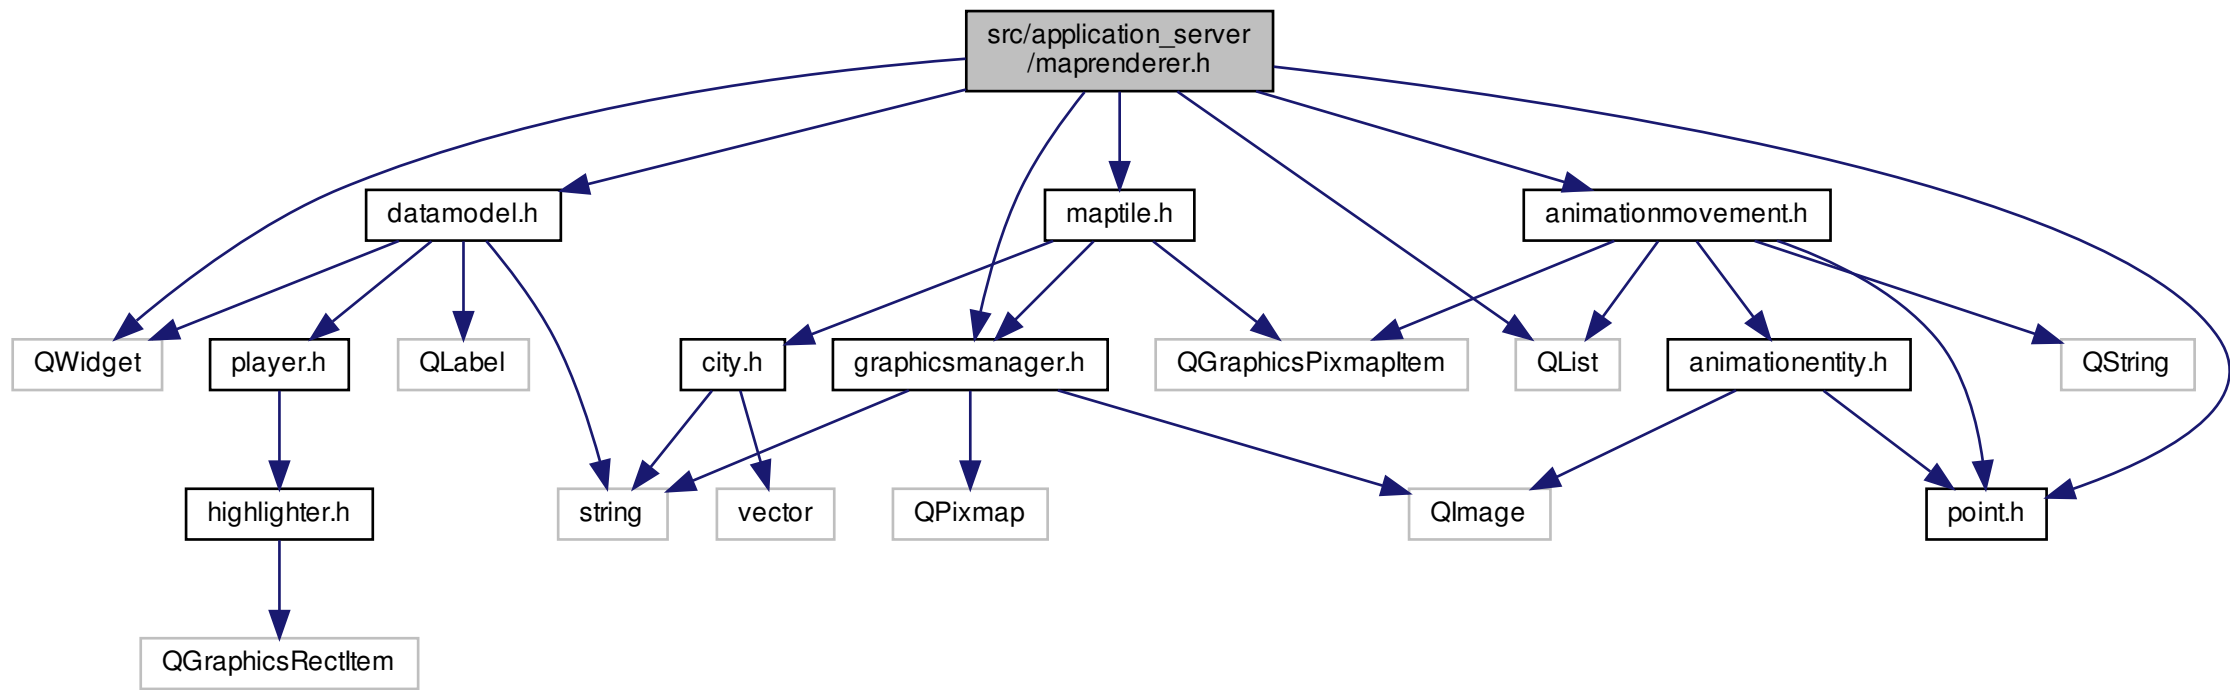 src/application_server
/maprenderer.h
datamodel.h
maptile.h
animationmovement.h
QWidget
player.h
QLabel
city.h
graphicsmanager.h
QGraphicsPixmapItem
QList
animationentity.h
QString
highlighter.h
string
vector
QPixmap
QImage
point.h
QGraphicsRectItem